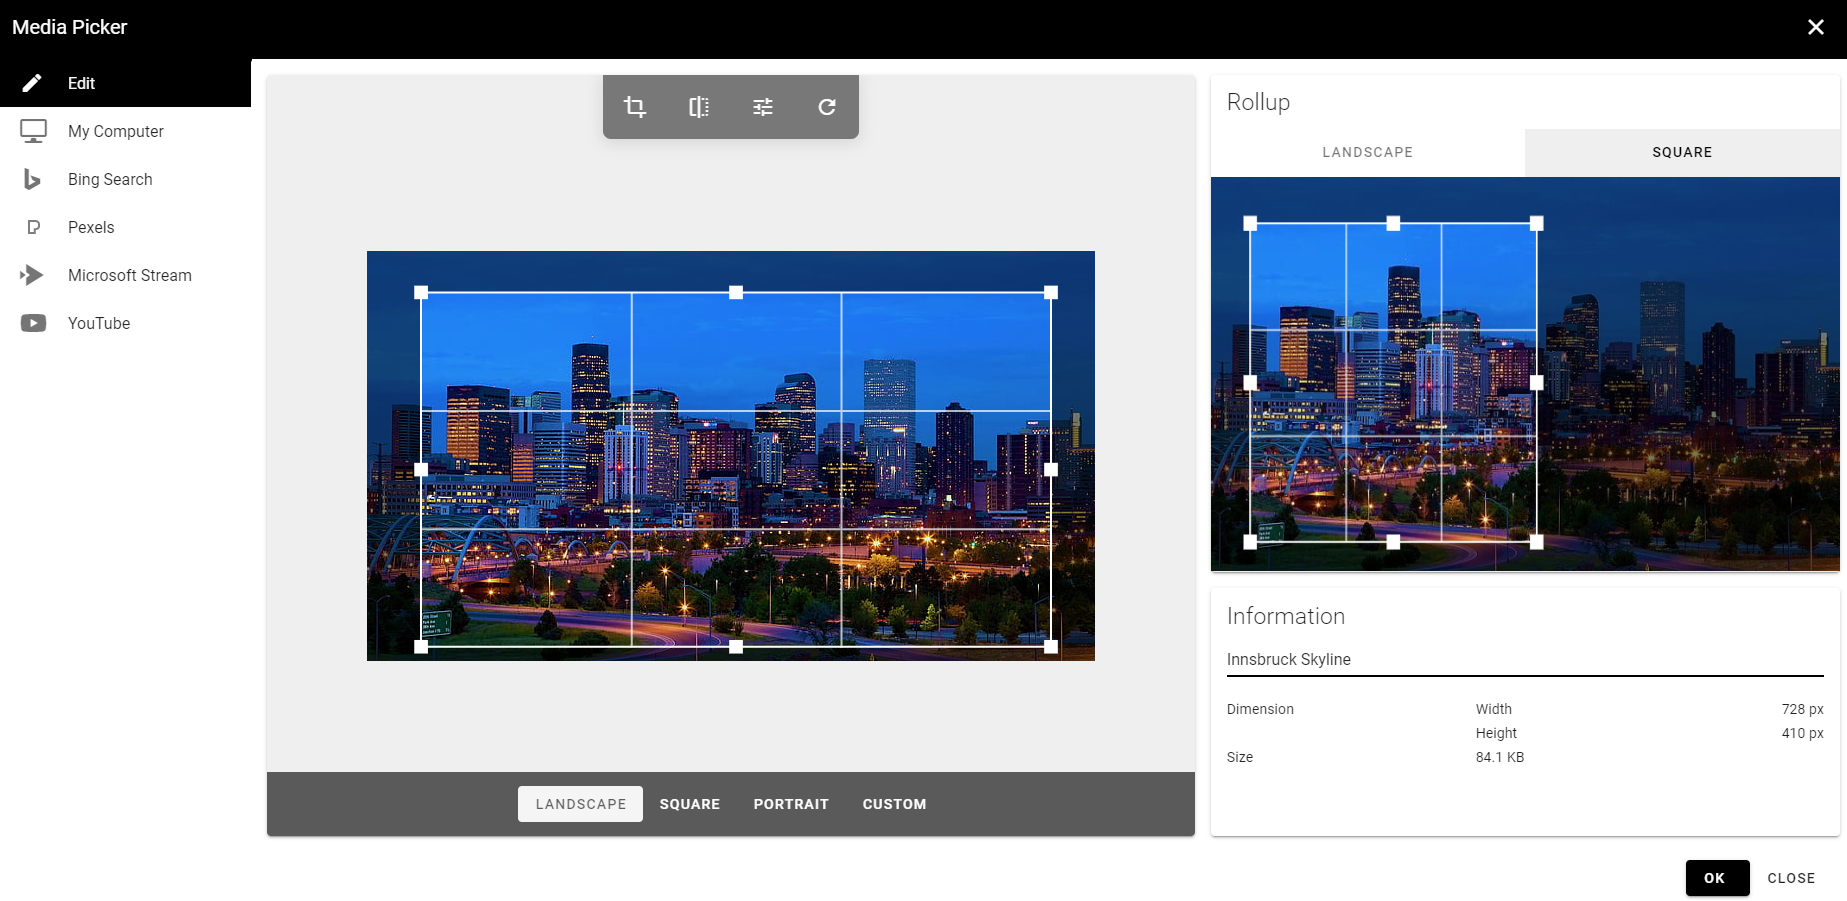 Media Picker
Edit
My Computer
Bing Search
Pexels
Microsoft Stream
YouTube
LANDSCAPE
SQUARE
PORTRAIT
CUSTOM
Rollup
LANDSCAPE
SQUARE
Information
Innsbruck Skyline
Dimension Width 728 px
Height 410 px
Size 84.1 KB
OK
CLOSE